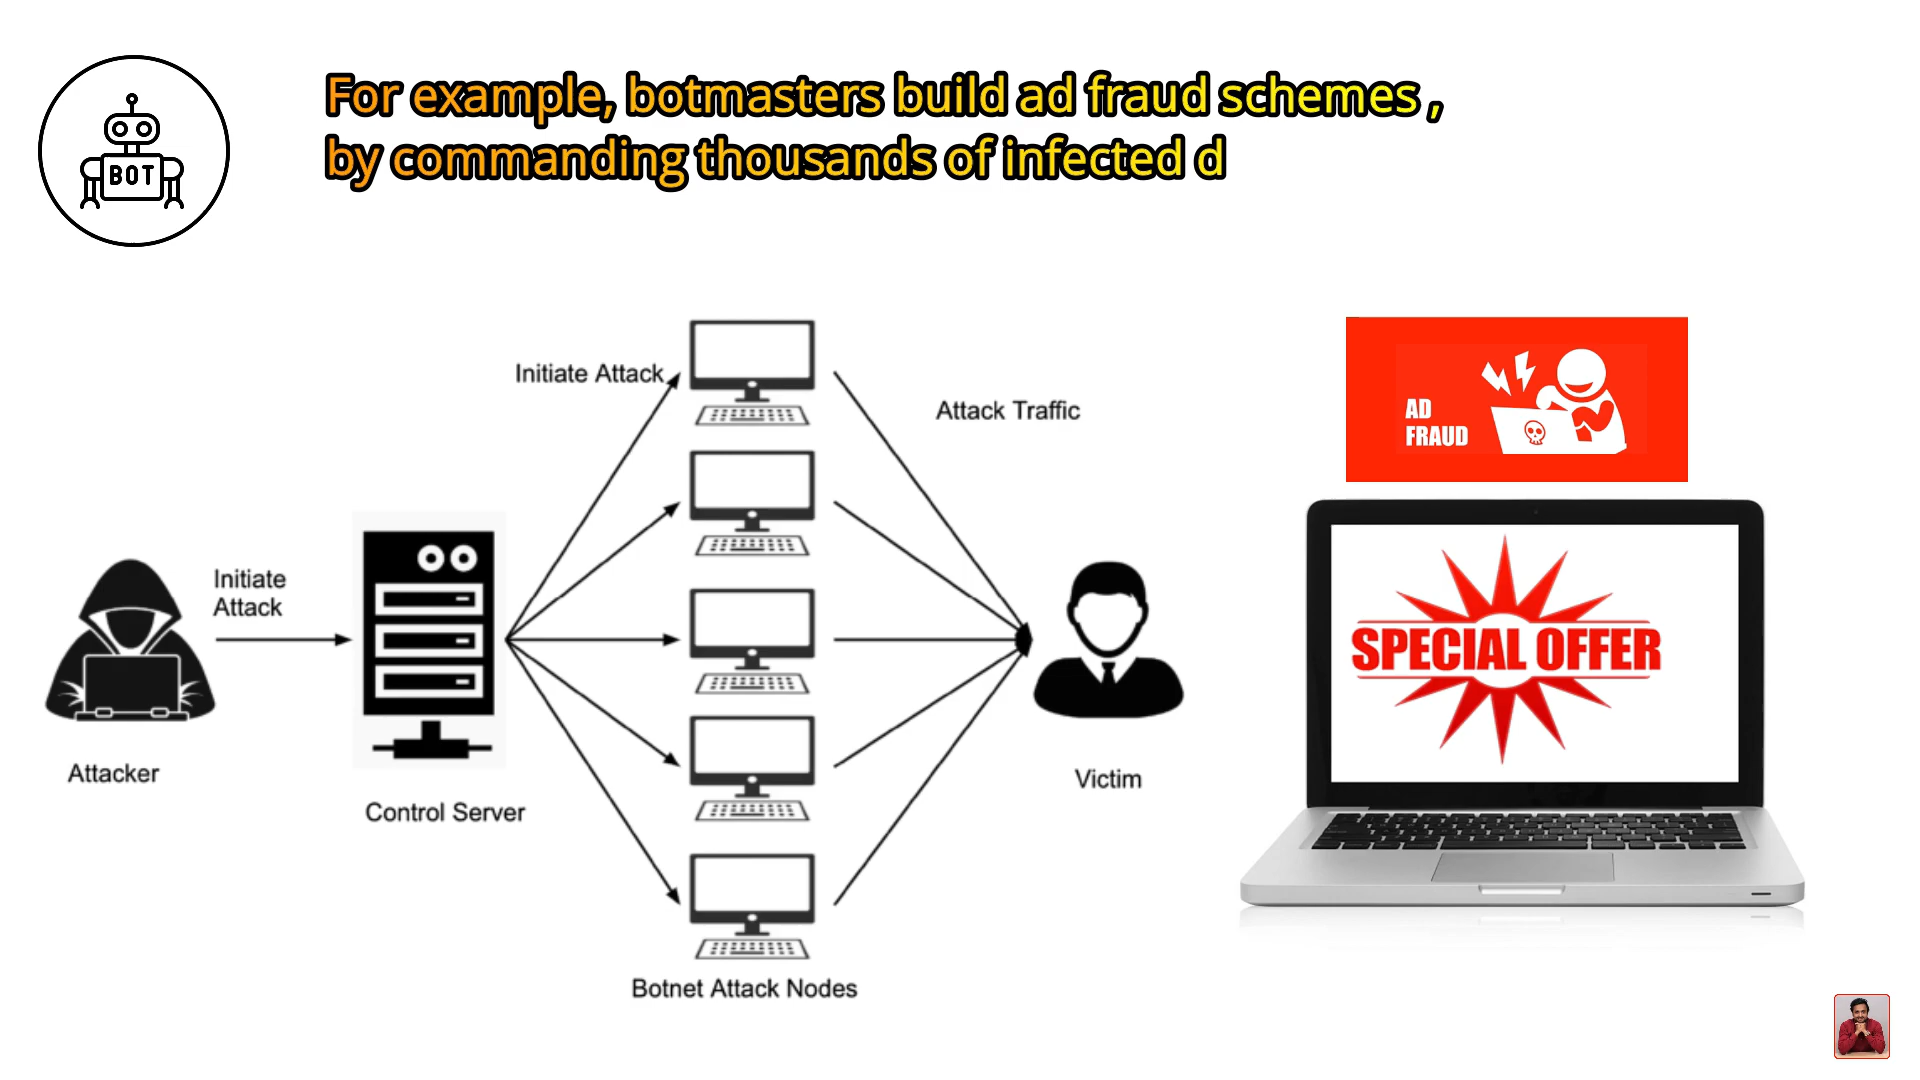 BOT
For example, botmasters build ad fraud schemes ,
by commanding thousands of infected d
Initiate Attack
Attack Traffic
AD
FRAUD
Initiate
Attack
SPECIAL OFFER
Attacker
Control Server
Victim
Botnet Attack Nodes